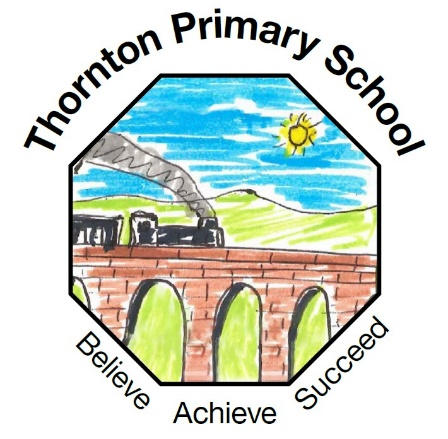 Thornton Primary School
Believe
Achieve
Succeed